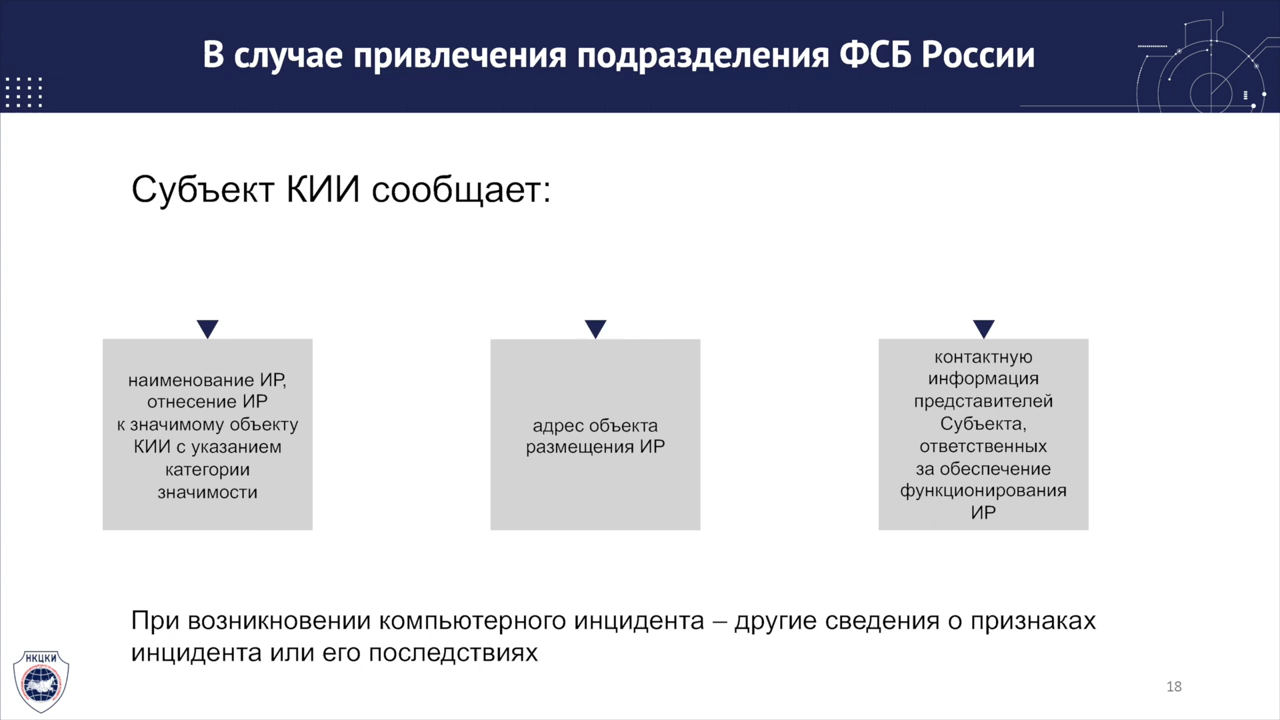 В случае привлечения подразделения ФСБ России
Субъект КИИ сообщает:
наименование ИР,
отнесение ИР
к значимому объекту
КИИ с указанием
категории
значимости
адрес объекта
размещения ИР
контактную
информация
представителей
Субъекта,
ответственных
за обеспечение
функционирования
ИР
При возникновении компьютерного инцидента – другие сведения о признаках
инцидента или его последствиях
НКЦКИ
18